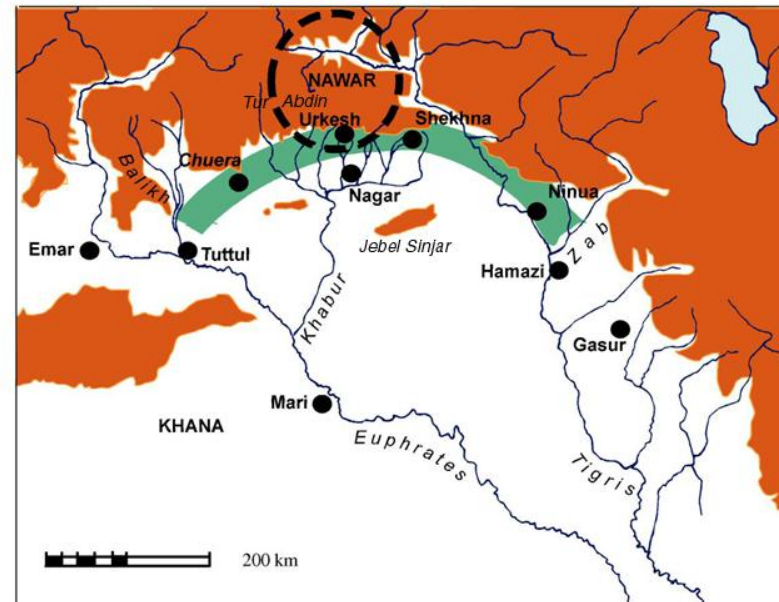 NAWAR
Tur Abdin
Urkesh
Shekhna
Chuera
Balikh
Nagar
Ninua
Emar
Tuttul
Jebel Sinjar
Zab
Hamazi
Khabur
Gasur
Mari
KHANA
Euphrates
Tigris
200 km